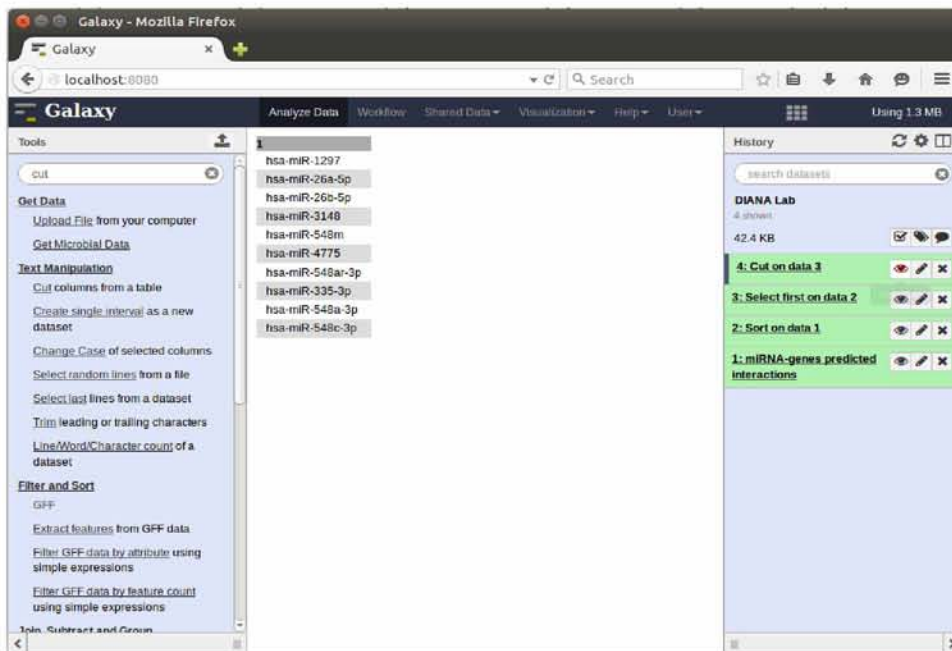 Galaxy - Mozilla Firefox
Galaxy
localhost:8080
Search
Galaxy
Analyze Data Workflow Shared Data Visualization Help User
Using 1.3 MB
Tools
cut
Get Data
Upload File from your computer
Get Microbial Data
Text Manipulation
Cut columns from a table
Create single interval as a new
dataset
Change Case of selected columns
Select random lines from a file
Select last lines from a dataset
Trim leading or trailing characters
Line/Word/Character count of a
dataset
Filter and Sort
GFF
Extract features from GFF data
Filter GFF data by attribute using
simple expressions
Filter GFF data by feature count
using simple expressions
Join, Subtract and Group
1
hsa-miR-1297
hsa-miR-26a-5p
hsa-miR-26b-5p
hsa-miR-3148
hsa-miR-548m
hsa-miR-4775
hsa-miR-548ar-3p
hsa-miR-335-3p
hsa-miR-548a-3p
hsa-miR-548c-3p
History
search datasets
DIANA Lab
4 shown
42.4 KB
4: Cut on data 3
3: Select first on data 2
2: Sort on data 1
1: miRNA-genes predicted
interactions